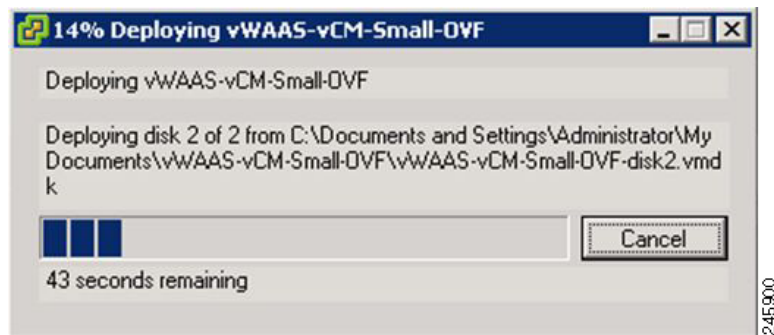 14% Deploying vWAAS-vCM-Small-OVF
Deploying vWAAS-vCM-Small-OVF
Deploying disk 2 of 2 from C:\Documents and Settings\Administrator\My
Documents\vWAAS-vCM-Small-OVF\vWAAS-vCM-Small-OVF-disk2.vmd
k
Cancel
43 seconds remaining
245900